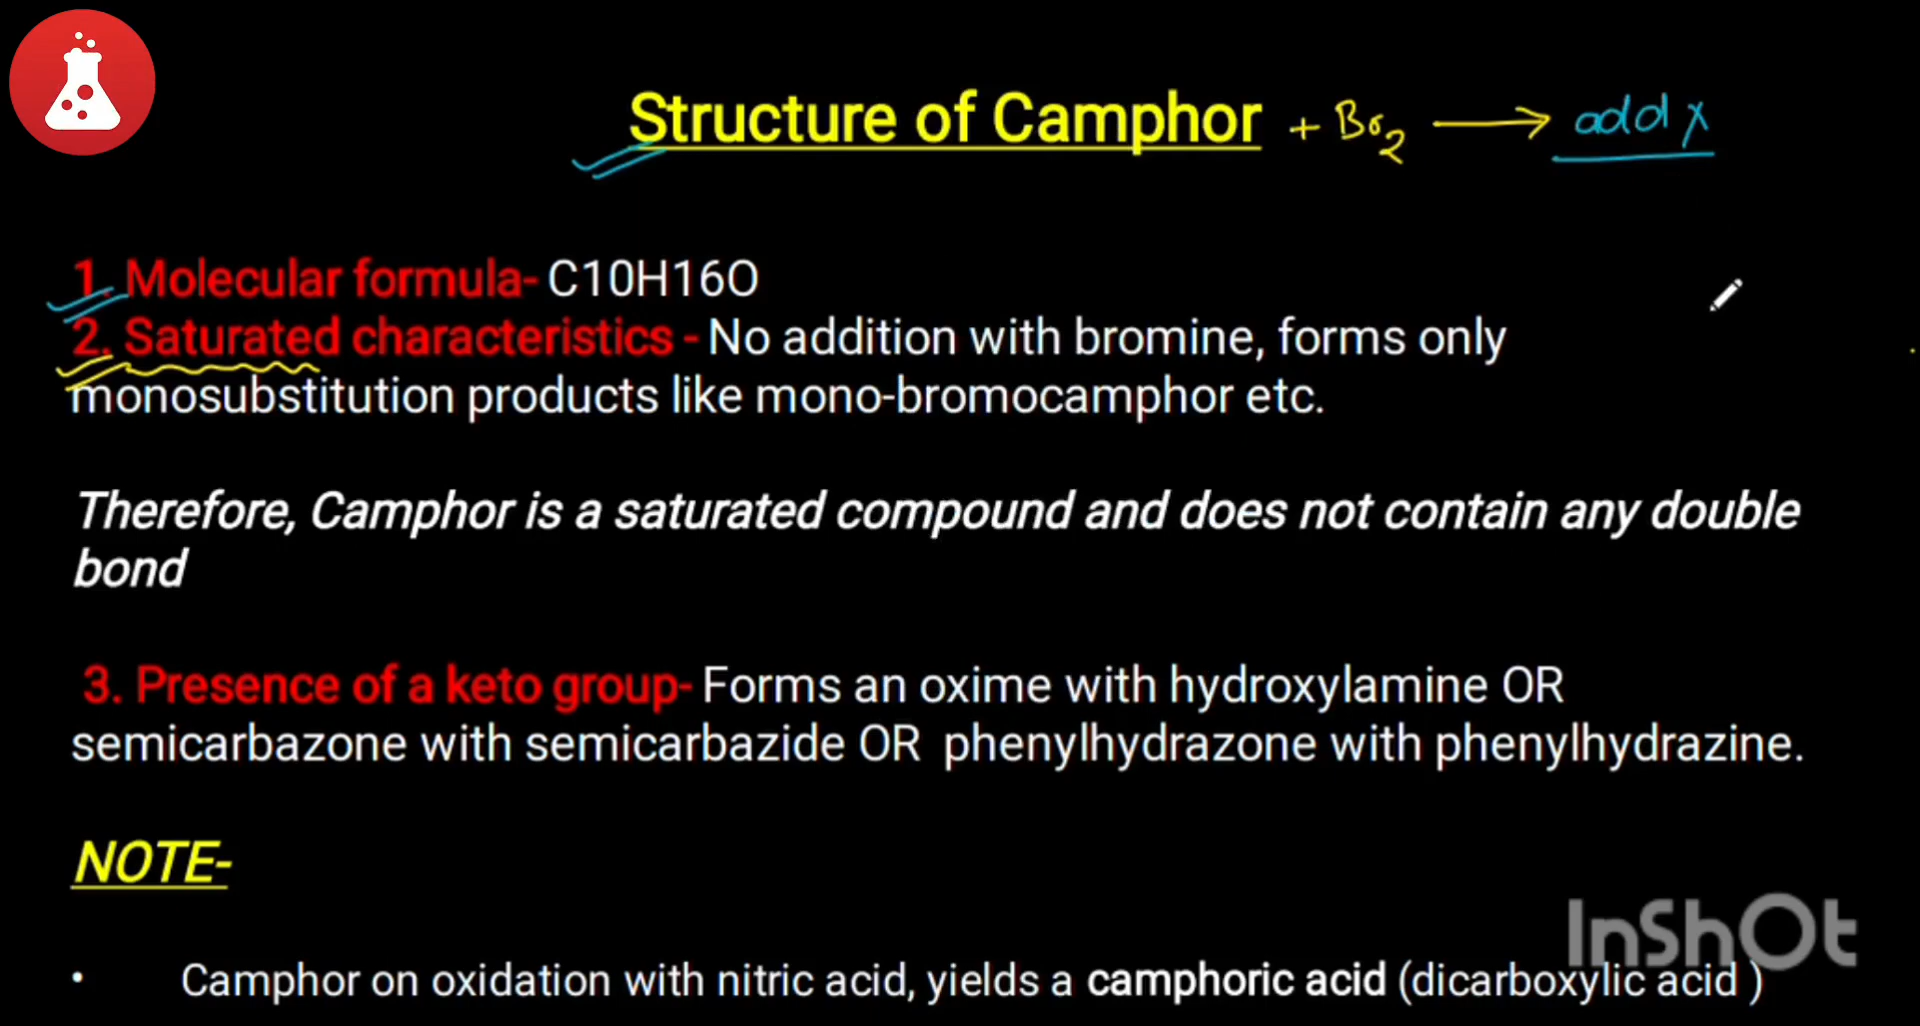 Structure of Camphor + Br2 → add x
1. Molecular formula- C10H16O
2. Saturated characteristics - No addition with bromine, forms only
monosubstitution products like mono-bromocamphor etc.
Therefore, Camphor is a saturated compound and does not contain any double
bond
3. Presence of a keto group- Forms an oxime with hydroxylamine OR
semicarbazone with semicarbazide OR phenylhydrazone with phenylhydrazine.
NOTE-
InShOt
• Camphor on oxidation with nitric acid, yields a camphoric acid (dicarboxylic acid )